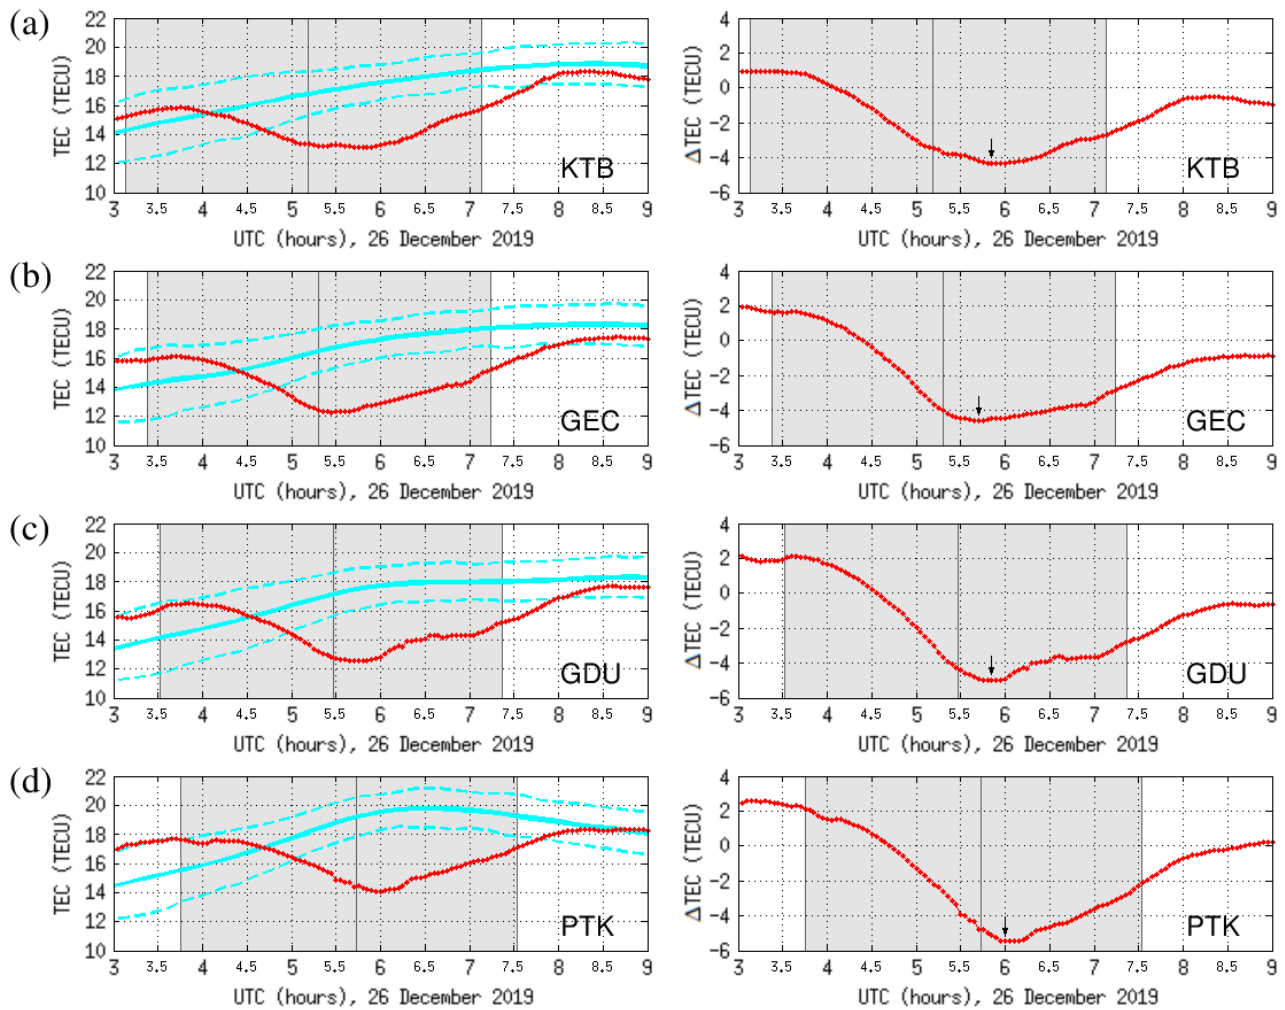 (a)
22
20
18
16
14
12
10
TEC (TECU)
KTB
3 3.5 4 4.5 5 5.5 6 6.5 7 7.5 8 8.5 9
UTC (hours), 26 December 2019
4
2
0
-2
-4
-6
ΔTEC (TECU)
KTB
3 3.5 4 4.5 5 5.5 6 6.5 7 7.5 8 8.5 9
UTC (hours), 26 December 2019
(b)
22
20
18
16
14
12
10
TEC (TECU)
GEC
3 3.5 4 4.5 5 5.5 6 6.5 7 7.5 8 8.5 9
UTC (hours), 26 December 2019
4
2
0
-2
-4
-6
ΔTEC (TECU)
GEC
3 3.5 4 4.5 5 5.5 6 6.5 7 7.5 8 8.5 9
UTC (hours), 26 December 2019
(c)
22
20
18
16
14
12
10
TEC (TECU)
GDU
3 3.5 4 4.5 5 5.5 6 6.5 7 7.5 8 8.5 9
UTC (hours), 26 December 2019
4
2
0
-2
-4
-6
ΔTEC (TECU)
GDU
3 3.5 4 4.5 5 5.5 6 6.5 7 7.5 8 8.5 9
UTC (hours), 26 December 2019
(d)
22
20
18
16
14
12
10
TEC (TECU)
PTK
3 3.5 4 4.5 5 5.5 6 6.5 7 7.5 8 8.5 9
UTC (hours), 26 December 2019
4
2
0
-2
-4
-6
ΔTEC (TECU)
PTK
3 3.5 4 4.5 5 5.5 6 6.5 7 7.5 8 8.5 9
UTC (hours), 26 December 2019